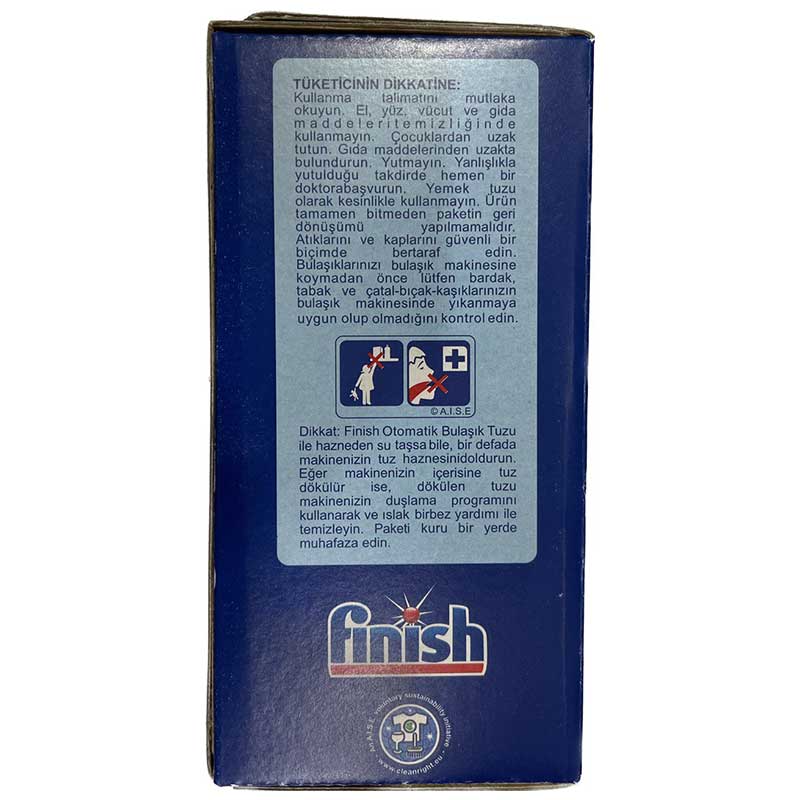 TÜKETİCİNİN DİKKATİNE:
Kullanma talimatını mutlaka
okuyun. El, yüz, vücut ve gıda
maddeleritemizliğinde
kullanmayın. Çocuklardan uzak
tutun. Gıda maddelerinden uzakta
bulundurun. Yutmayın. Yanlışlıkla
yutulduğu takdirde hemen bir
doktorabaşvurun. Yemek tuzu
olarak kesinlikle kullanmayın. Ürün
tamamen bitmeden paketin geri
dönüşümü yapılmamalıdır.
Atıklarını ve kaplarını güvenli bir
biçimde bertaraf edin.
Bulaşıklarınızı bulaşık makinesine
koymadan önce lütfen bardak,
tabak ve çatal-bıçak-kaşıklarınızın
bulaşık makinesinde yıkanmaya
uygun olup olmadığını kontrol edin.
© A.I.S.E
Dikkat: Finish Otomatik Bulaşık Tuzu
ile hazneden su taşsa bile, bir defada
makinenizin tuz haznesinidoldurun.
Eğer makinenizin içerisine tuz
dökülür ise, dökülen tuzu
makinenizin duşlama programını
kullanarak ve ıslak birbez yardımı ile
temizleyin. Paketi kuru bir yerde
muhafaza edin.
finish
An A.I.S.E. voluntary sustainability initiative
www.cleanright.eu